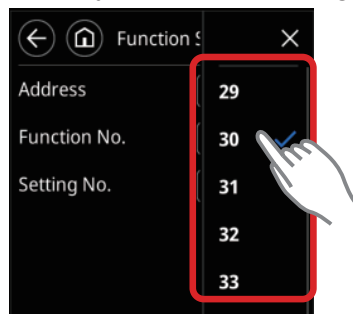 Function S
Address
Function No.
Setting No.
29
30
31
32
33